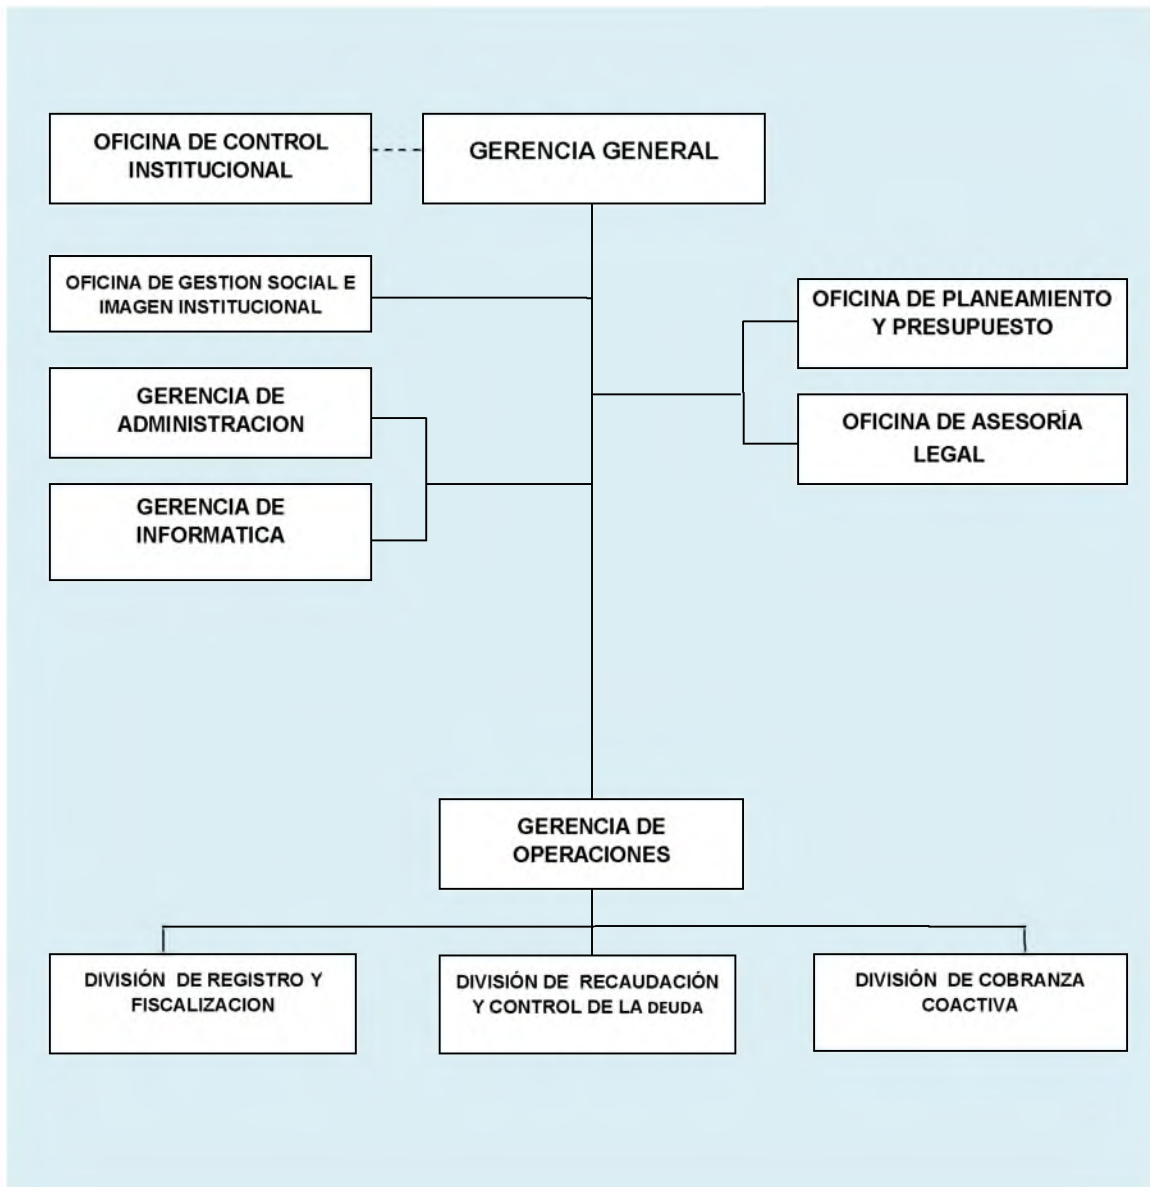 OFICINA DE CONTROL
INSTITUCIONAL
GERENCIA GENERAL
OFICINA DE GESTION SOCIAL E
IMAGEN INSTITUCIONAL
OFICINA DE PLANEAMIENTO
Y PRESUPUESTO
GERENCIA DE
ADMINISTRACION
OFICINA DE ASESORÍA
LEGAL
GERENCIA DE
INFORMATICA
GERENCIA DE
OPERACIONES
DIVISIÓN DE REGISTRO Y
FISCALIZACION
DIVISIÓN DE RECAUDACIÓN
Y CONTROL DE LA DEUDA
DIVISIÓN DE COBRANZA
COACTIVA